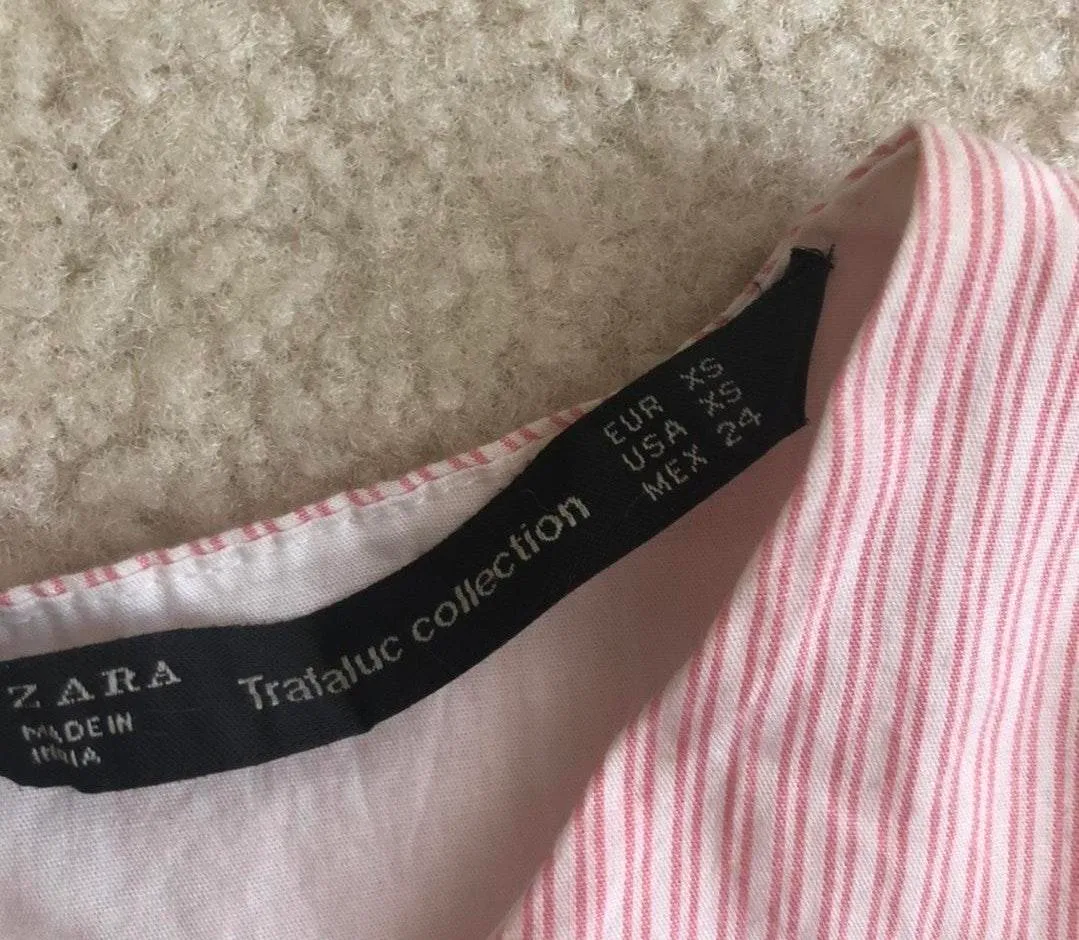 ZARA
MADE IN
INDIA
Trafaluc collection
EUR XS
USA XS
MEX 24